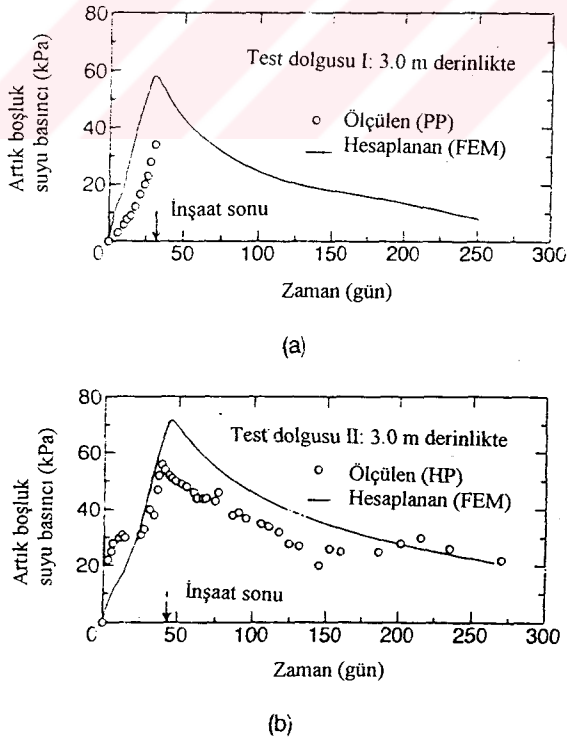 80
60
40
20
0
50
100
150
200
250
300
Artık boşluk
suyu basıncı (kPa)
Test dolgusu I: 3.0 m derinlikte
Ölçülen (PP)
Hesaplanan (FEM)
İnşaat sonu
Zaman (gün)
(a)
80
60
40
20
0
50
100
150
200
250
300
Artık boşluk
suyu basıncı (kPa)
Test dolgusu II: 3.0 m derinlikte
Ölçülen (HP)
Hesaplanan (FEM)
İnşaat sonu
Zaman (gün)
(b)